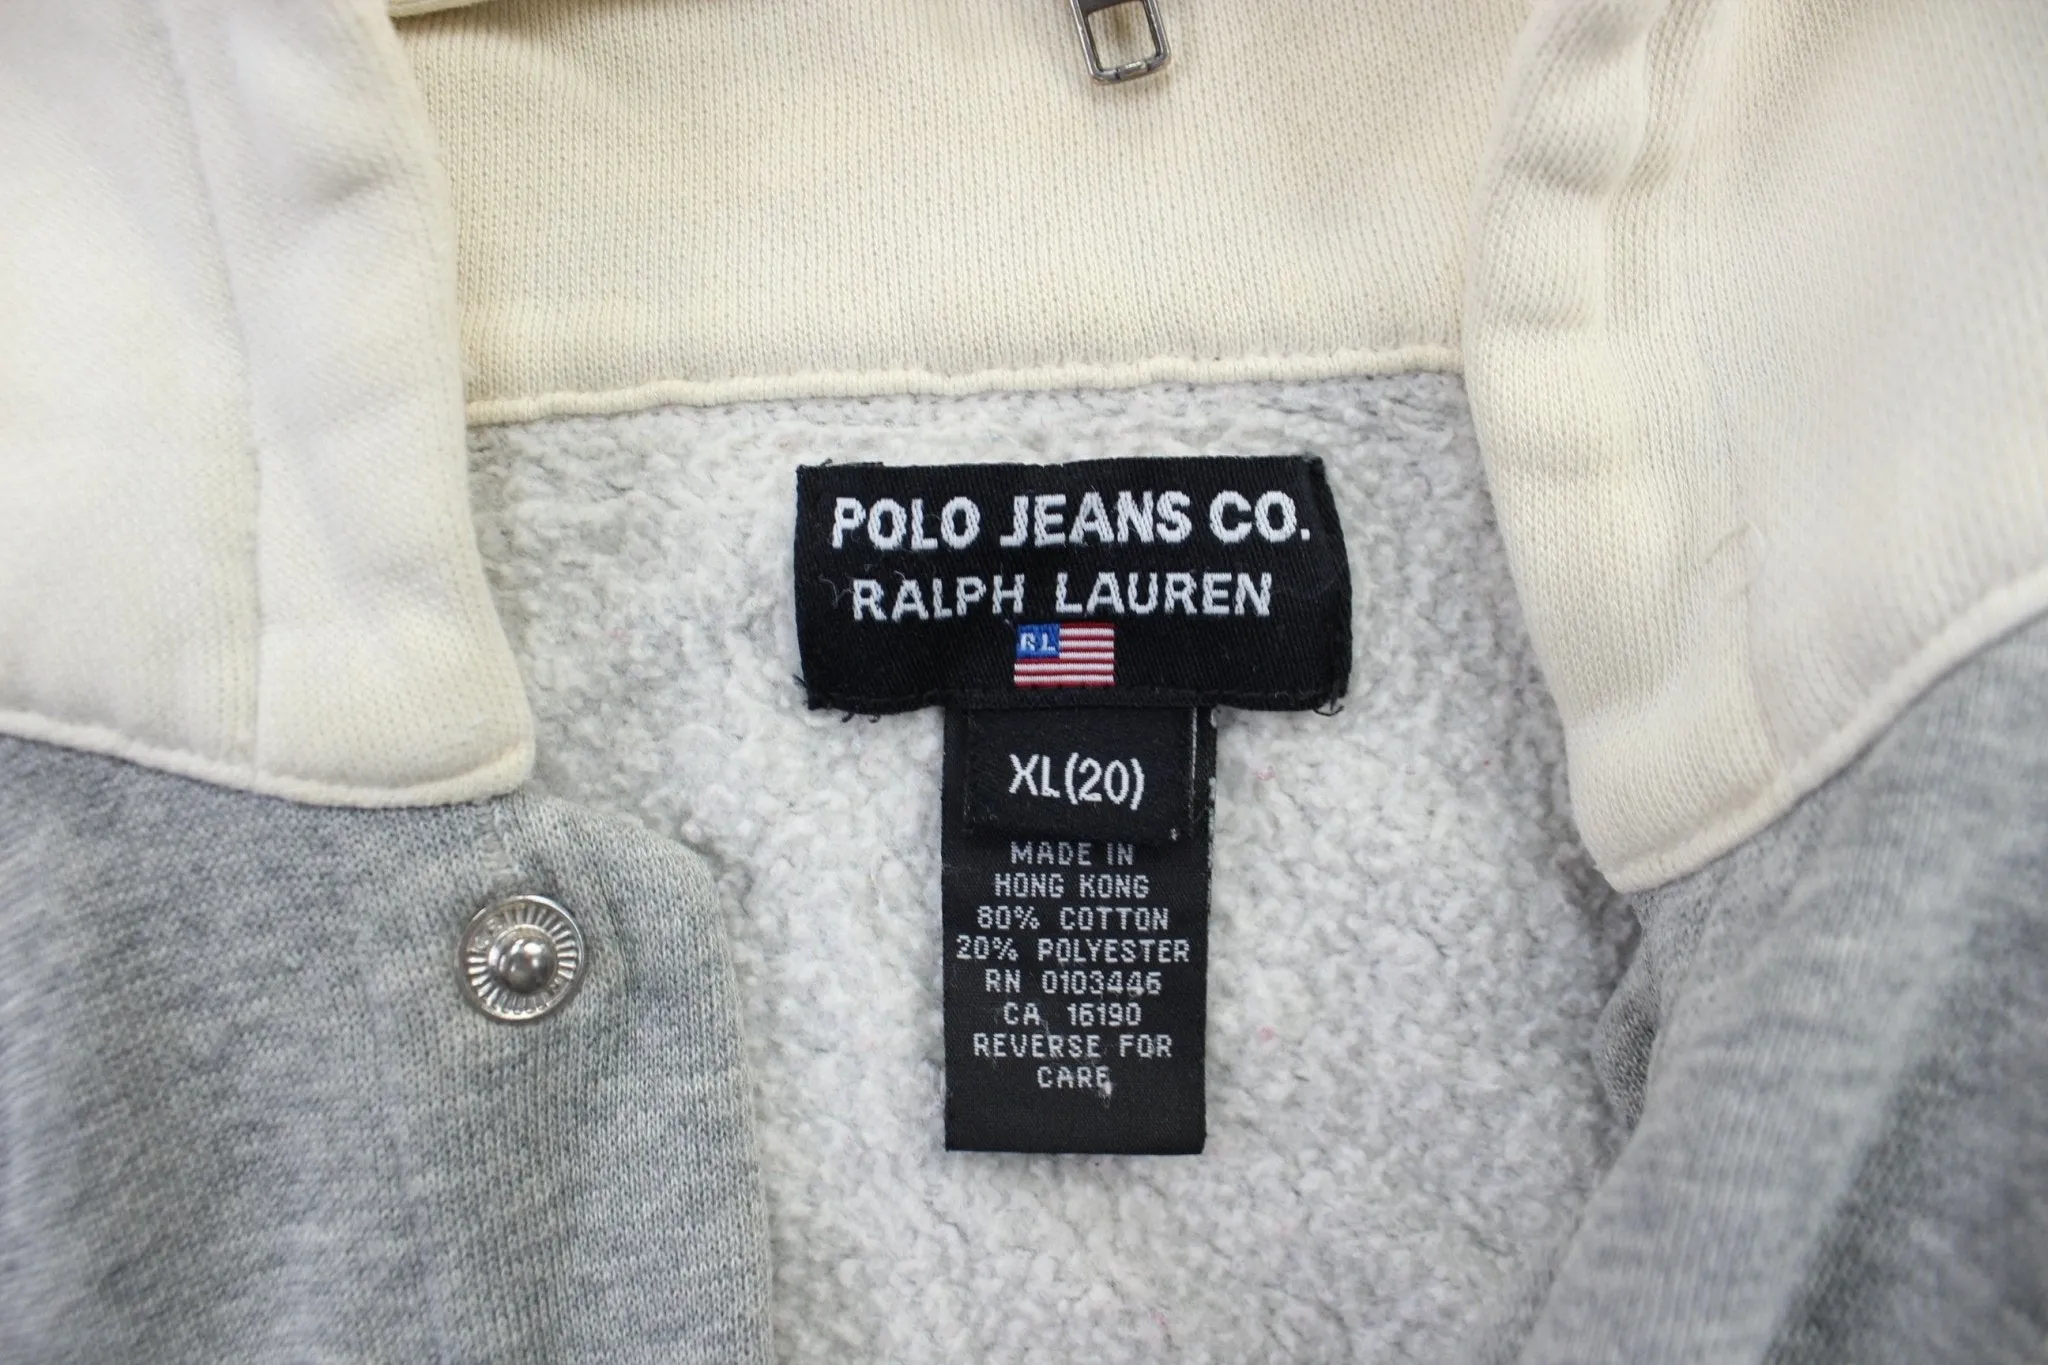 POLO JEANS CO.
RALPH LAUREN
RL
XL(20)
MADE IN
HONG KONG
80% COTTON
20% POLYESTER
RN 0103446
CA 16190
REVERSE FOR
CARE